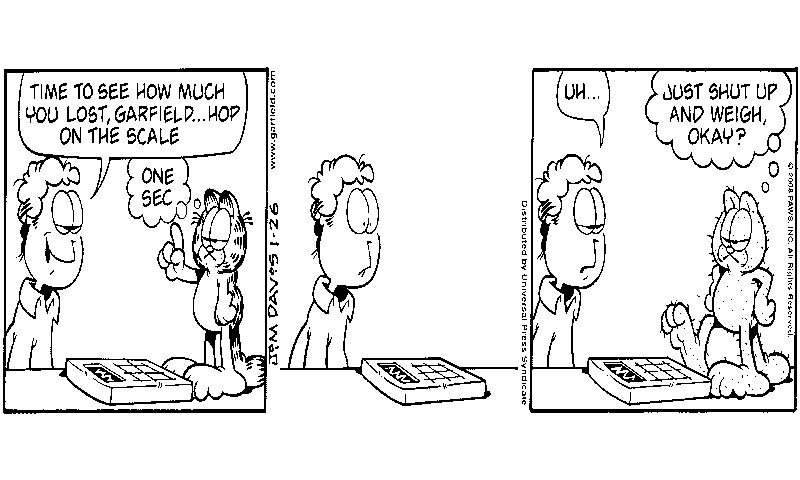 TIME TO SEE HOW MUCH
YOU LOST, GARFIELD...HOP
ON THE SCALE
ONE
SEC
www.garfield.com
JIM DAVIS 1-26
UH...
JUST SHUT UP
AND WEIGH,
OKAY?
Distributed by Universal Press Syndicate
© 2008 PAWS, INC. All Rights Reserved.